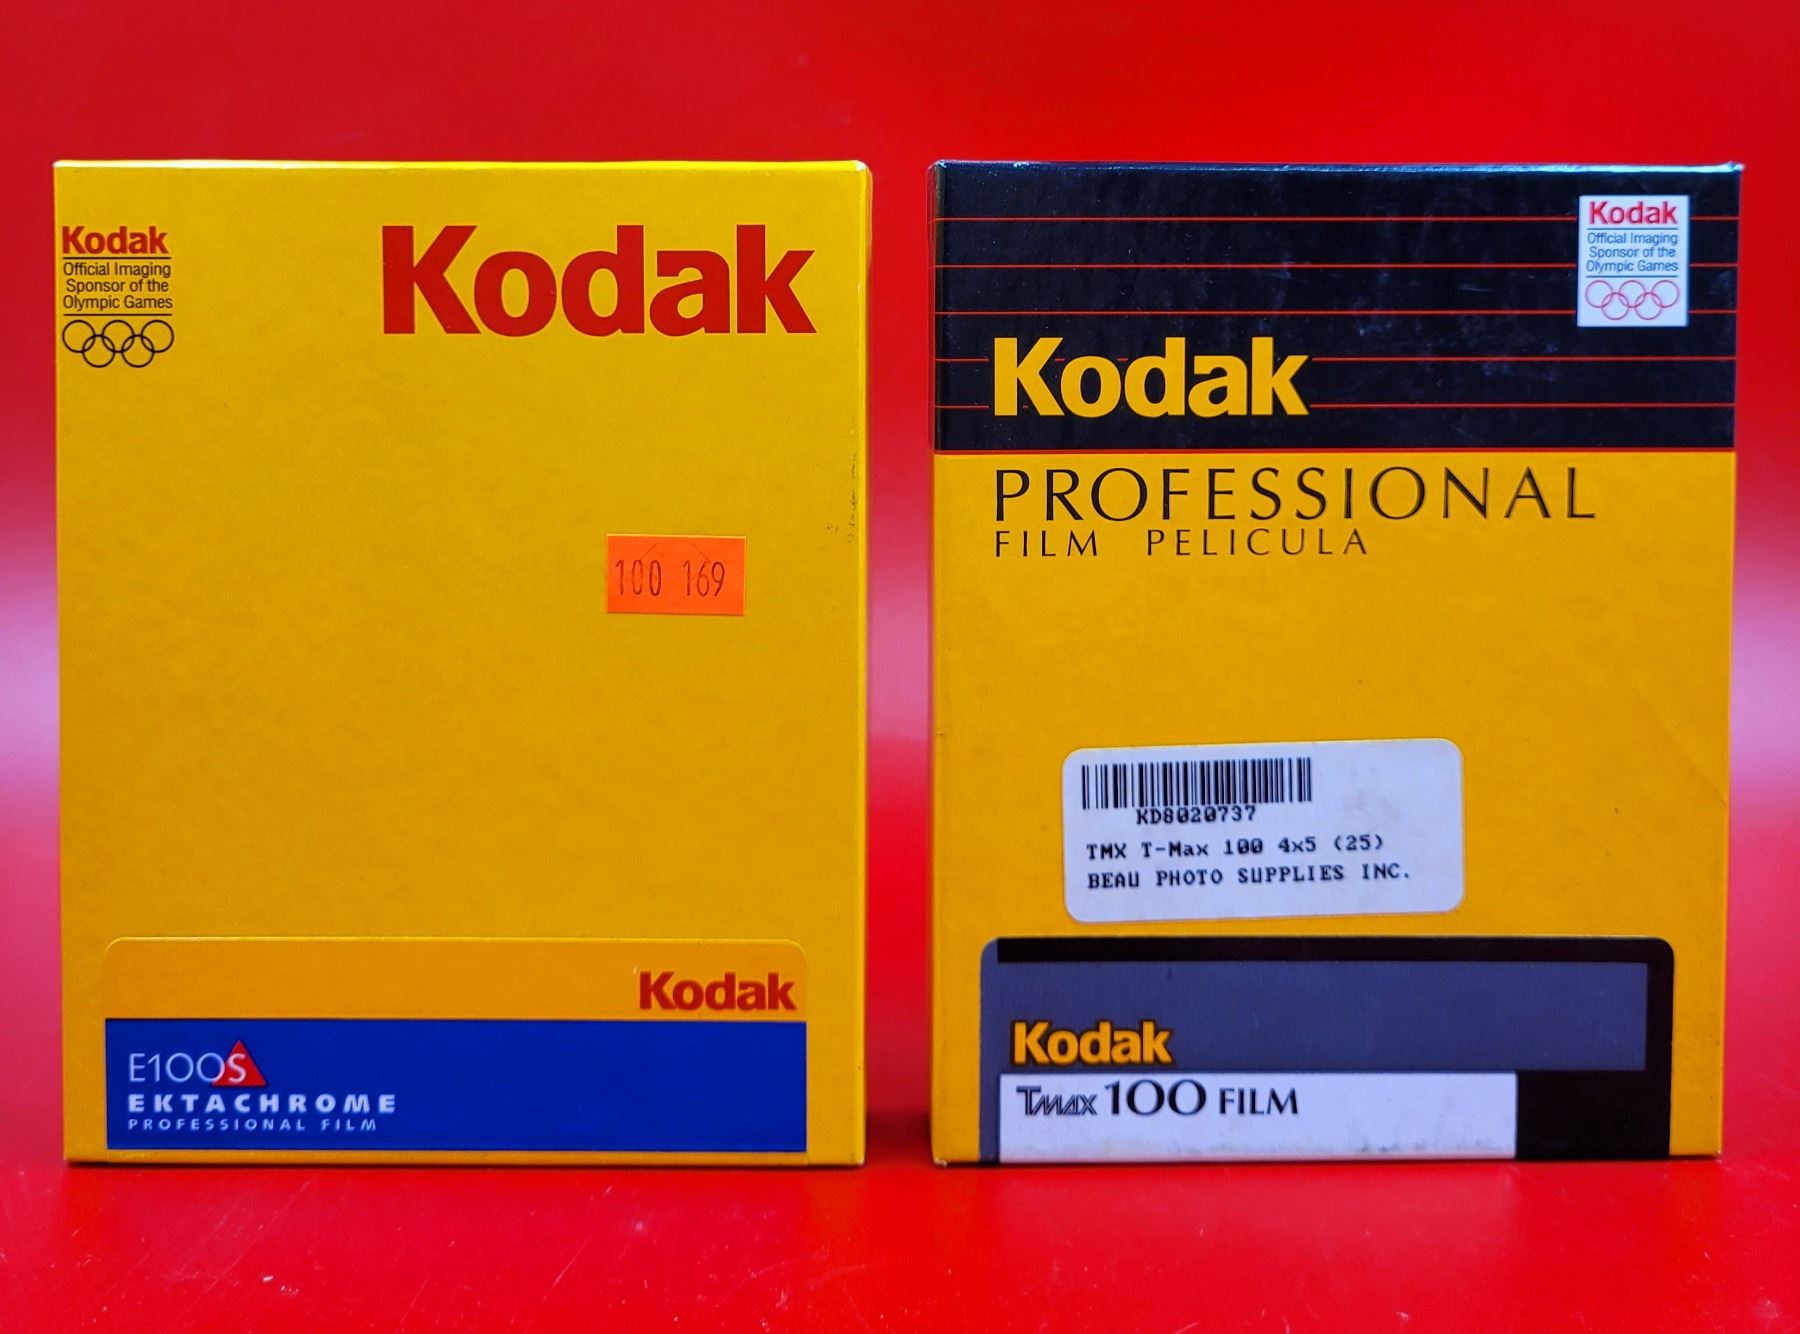 Kodak
Official Imaging
Sponsor of the
Olympic Games
Kodak
100 169
Kodak
E100S
EKTACHROME
PROFESSIONAL FILM
Kodak
Official Imaging
Sponsor of the
Olympic Games
Kodak
PROFESSIONAL
FILM PELICULA
KD8020737
TMX T-Max 100 4x5 (25)
BEAU PHOTO SUPPLIES INC.
Kodak
TMAX 100 FILM